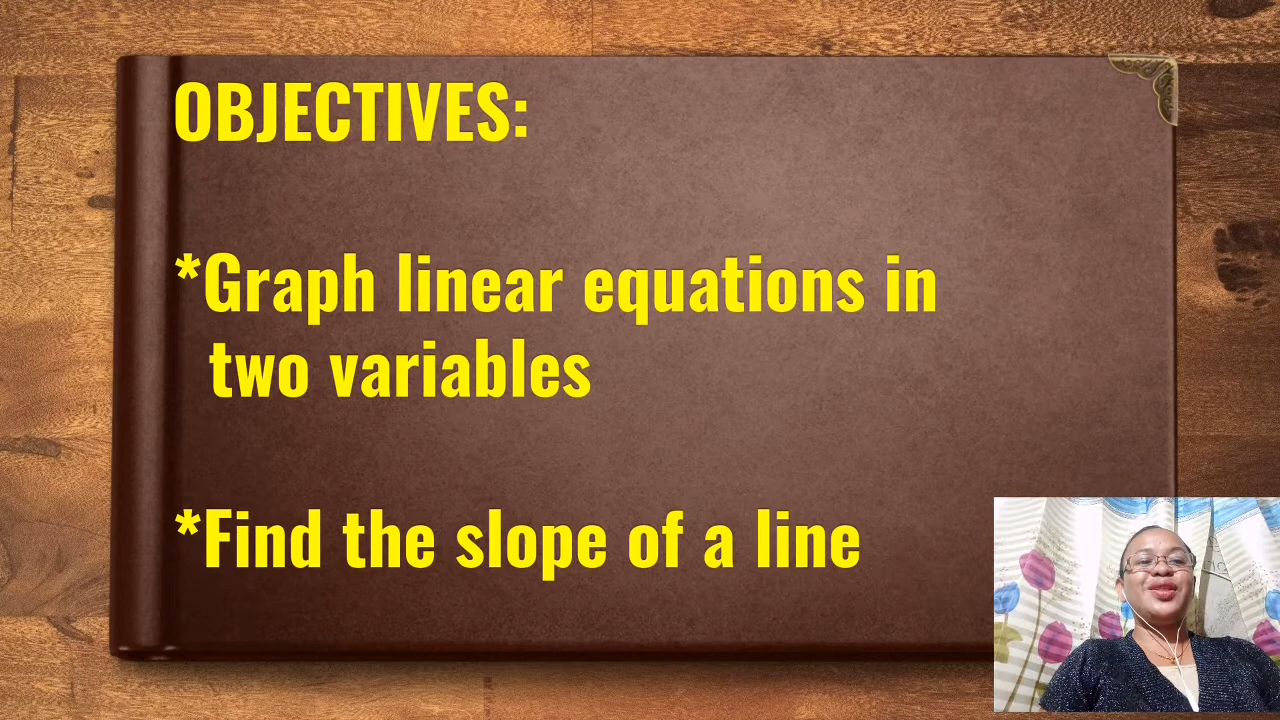 OBJECTIVES:
*Graph linear equations in
two variables
*Find the slope of a line